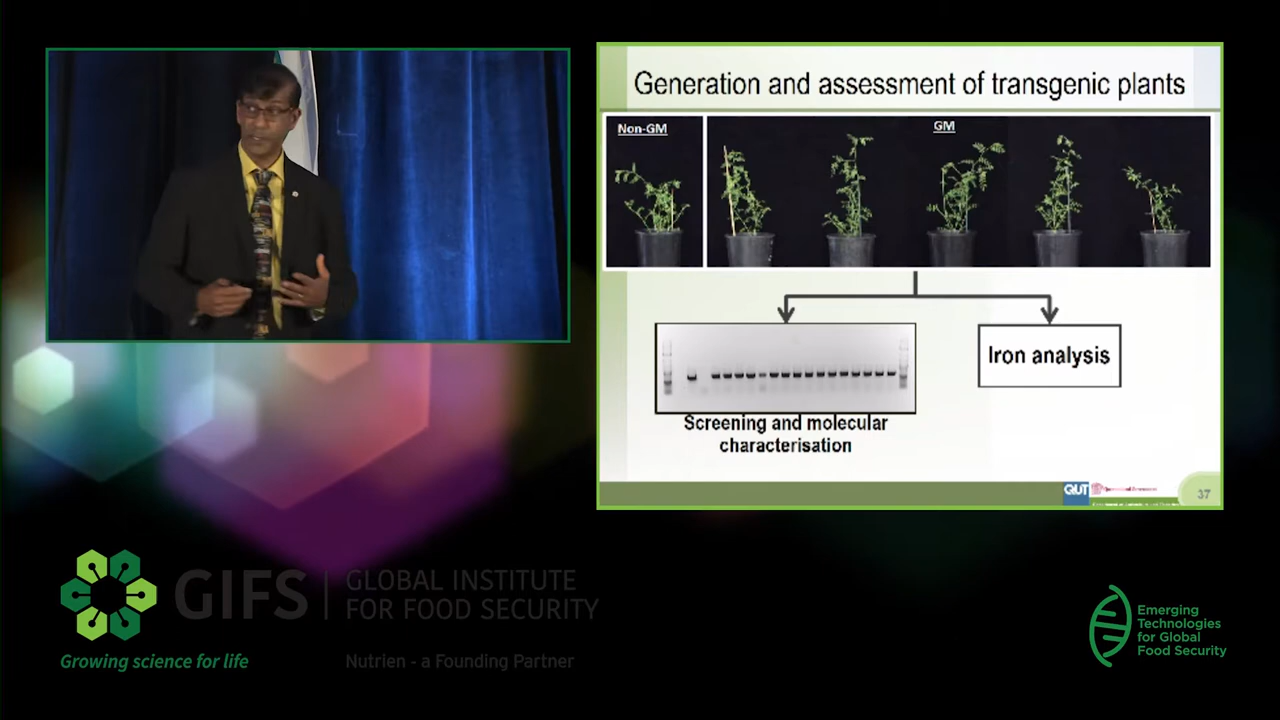 Generation and assessment of transgenic plants
Non-GM
GM
Iron analysis
Screening and molecular
characterisation
QUT
37
GIFS
GLOBAL INSTITUTE
FOR FOOD SECURITY
Growing science for life
Nutrien - a Founding Partner
Emerging
Technologies
for Global
Food Security